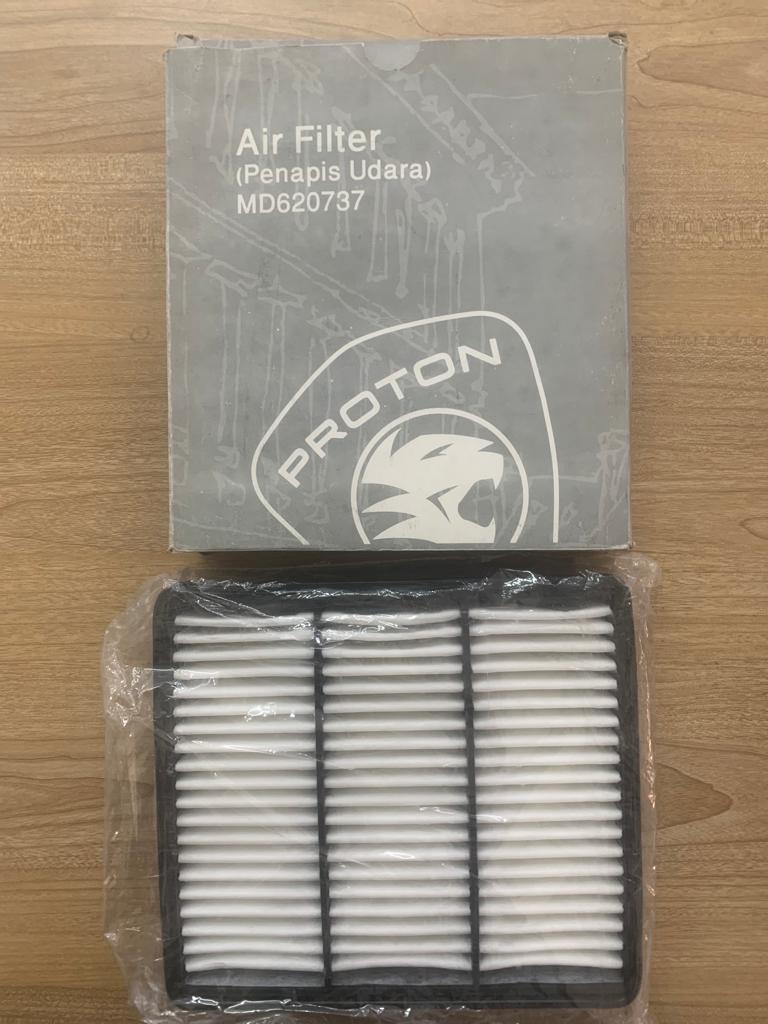 Air Filter
(Penapis Udara)
MD620737
PROTON